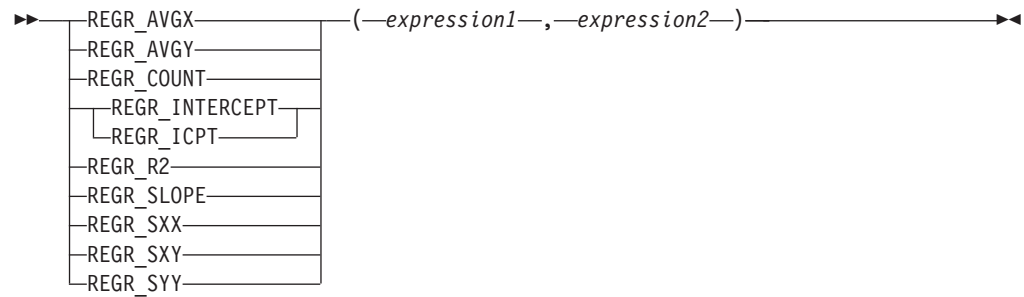 REGR_AVGX ( expression1 , expression2 )
REGR_AVGY
REGR_COUNT
REGR_INTERCEPT
REGR_ICPT
REGR_R2
REGR_SLOPE
REGR_SXX
REGR_SXY
REGR_SYY